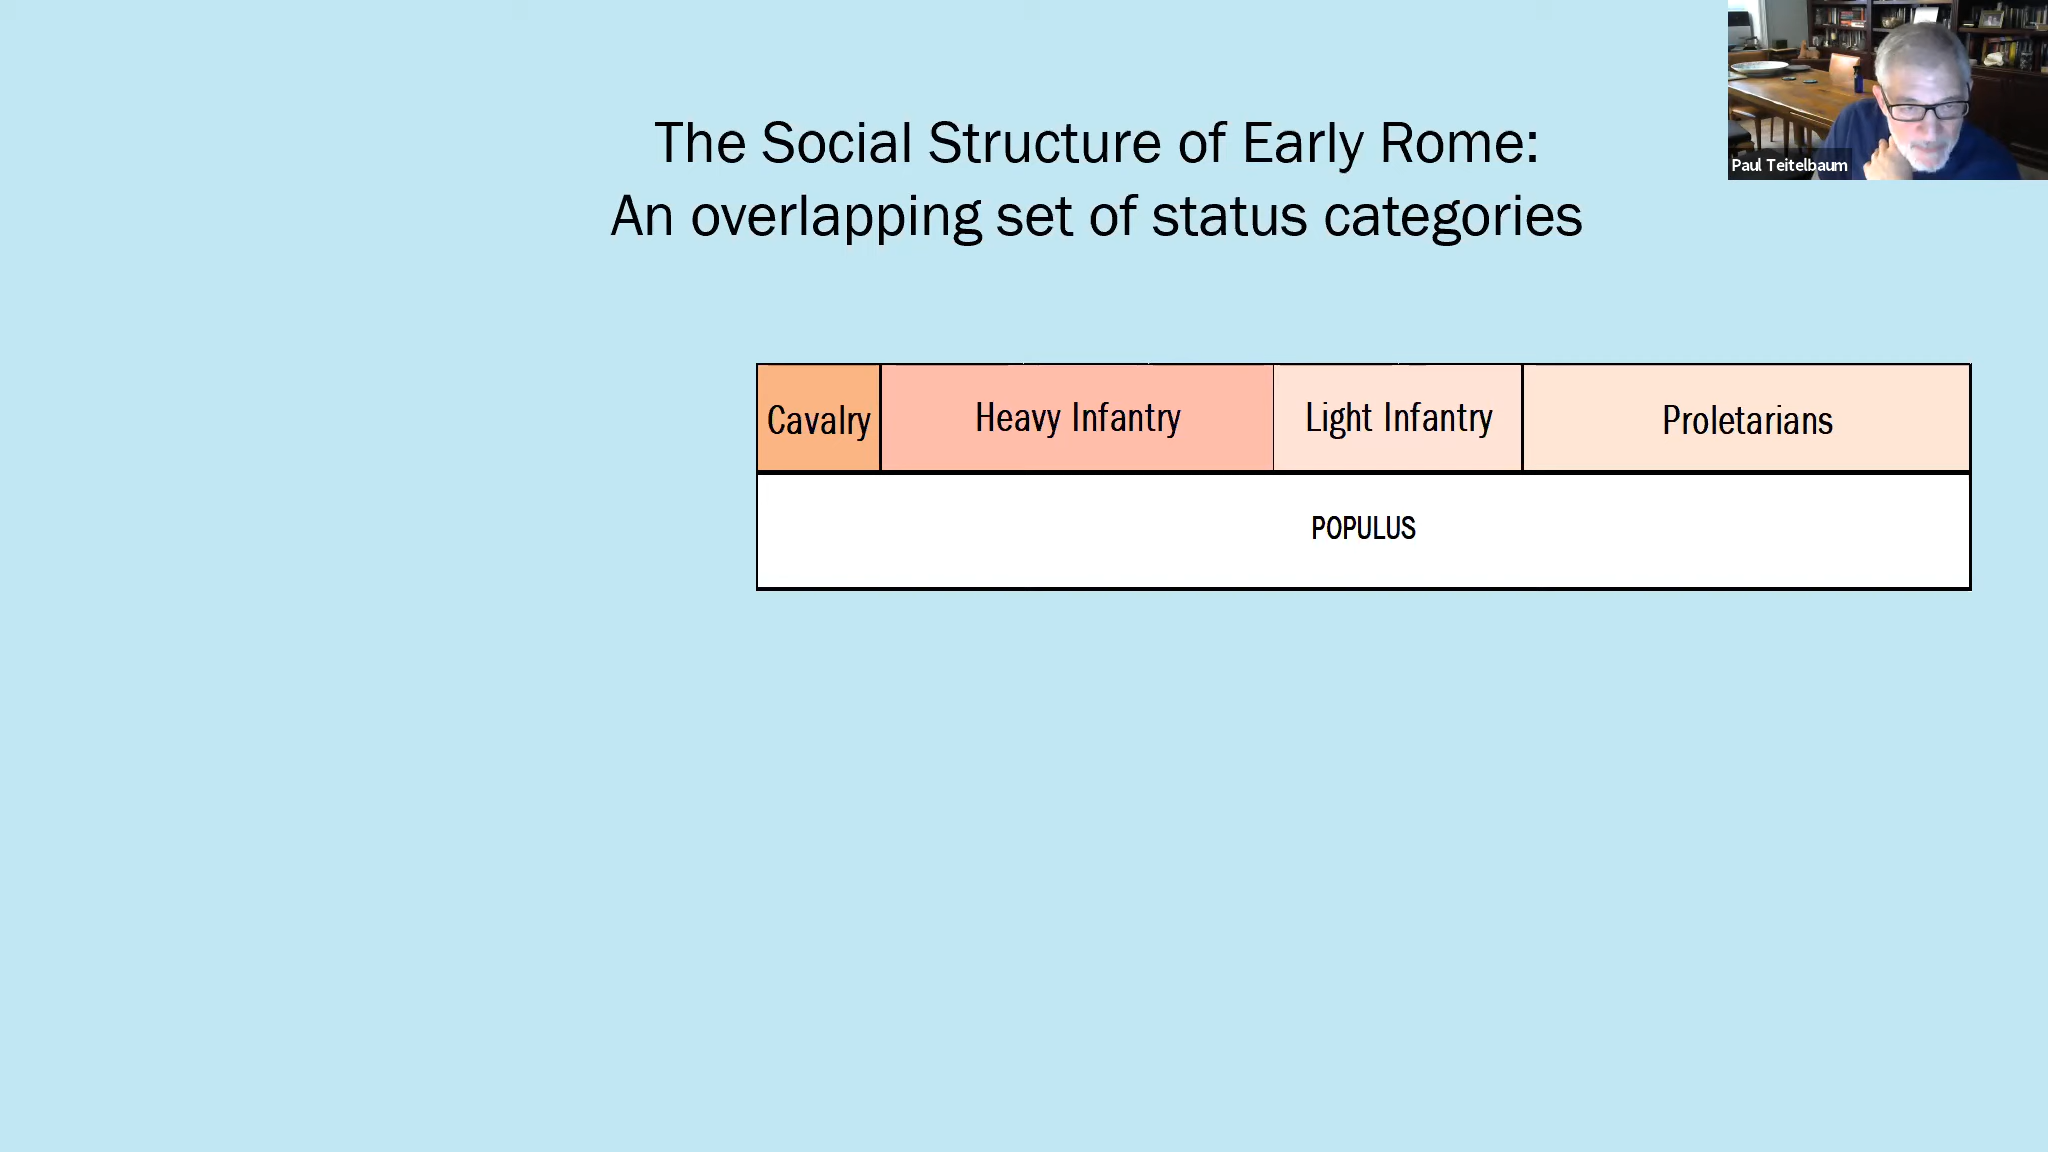 The Social Structure of Early Rome:
An overlapping set of status categories
Paul Teitelbaum
Cavalry
Heavy Infantry
Light Infantry
Proletarians
POPULUS